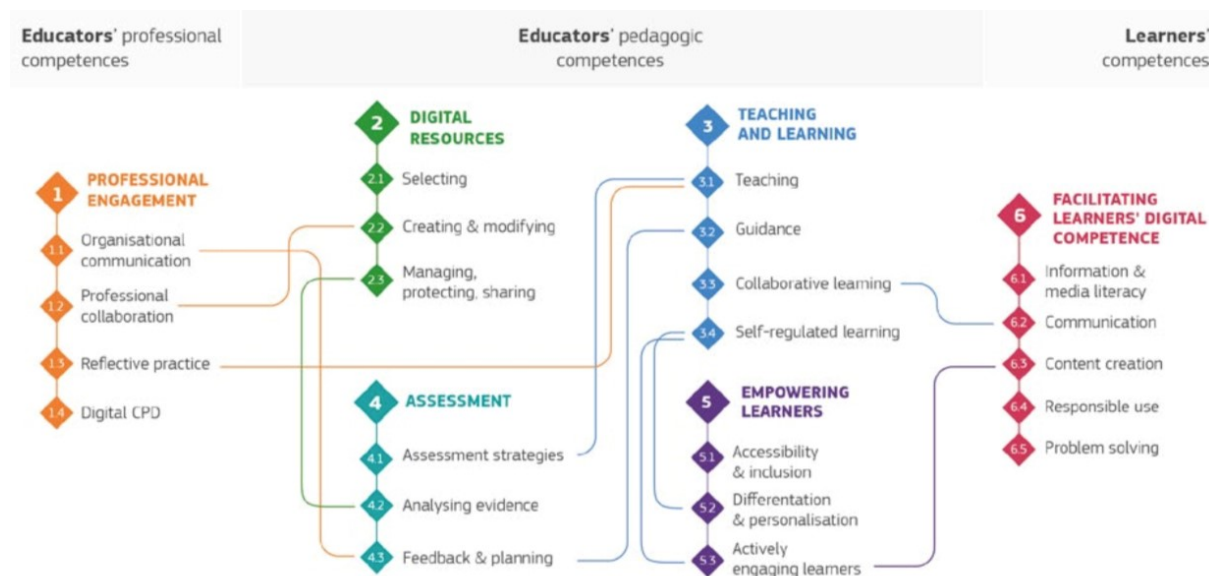 Educators' professional
competences
Educators' pedagogic
competences
Learners'
competences
1
PROFESSIONAL
ENGAGEMENT
1.1
Organisational
communication
1.2
Professional
collaboration
1.3
Reflective practice
1.4
Digital CPD
2
DIGITAL
RESOURCES
2.1
Selecting
2.2
Creating & modifying
2.3
Managing,
protecting, sharing
4
ASSESSMENT
4.1
Assessment strategies
4.2
Analysing evidence
4.3
Feedback & planning
3
TEACHING
AND LEARNING
3.1
Teaching
3.2
Guidance
3.3
Collaborative learning
3.4
Self-regulated learning
5
EMPOWERING
LEARNERS
5.1
Accessibility
& inclusion
5.2
Differentation
& personalisation
5.3
Actively
engaging learners
6
FACILITATING
LEARNERS' DIGITAL
COMPETENCE
6.1
Information &
media literacy
6.2
Communication
6.3
Content creation
6.4
Responsible use
6.5
Problem solving